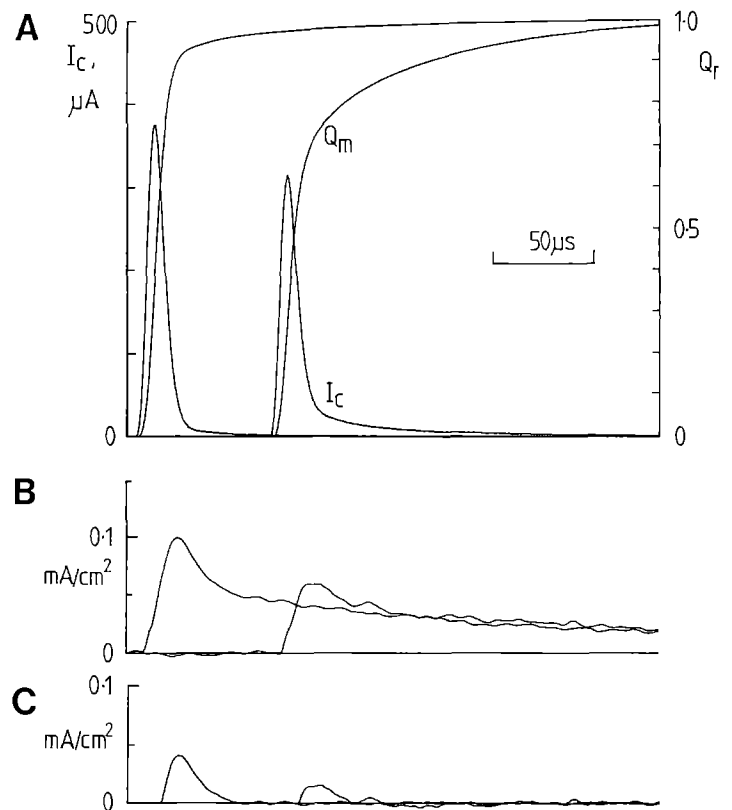 A
500
I_c,
μA
0
1·0
Q_r
0·5
0
Q_m
I_c
50μs
B
0·1
mA/cm²
0
C
0·1
mA/cm²
0